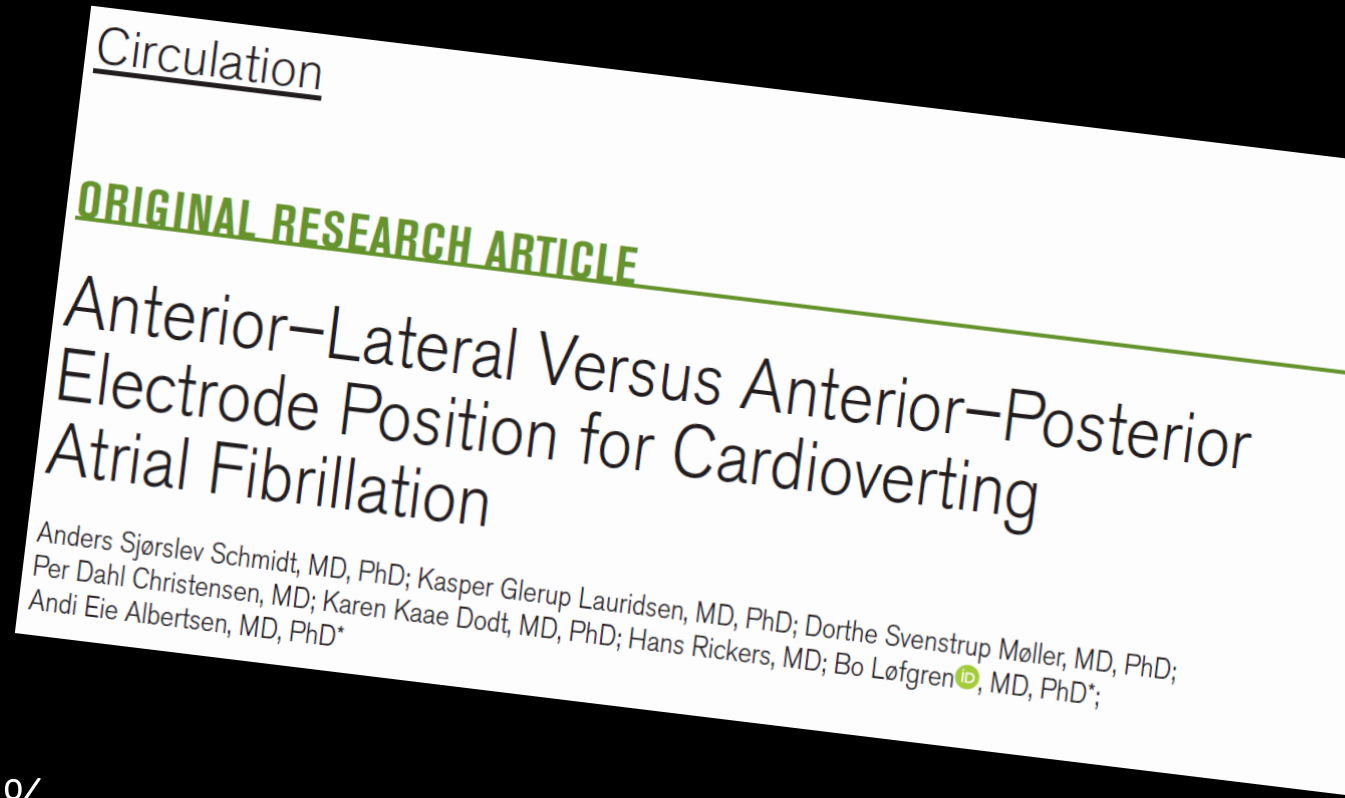 Circulation
ORIGINAL RESEARCH ARTICLE
Anterior–Lateral Versus Anterior–Posterior
Electrode Position for Cardioverting
Atrial Fibrillation
Anders Sjørslev Schmidt, MD, PhD; Kasper Glerup Lauridsen, MD, PhD; Dorthe Svenstrup Møller, MD, PhD;
Per Dahl Christensen, MD; Karen Kaae Dodt, MD, PhD; Hans Rickers, MD; Bo Løfgren iD, MD, PhD*;
Andi Eie Albertsen, MD, PhD*
%